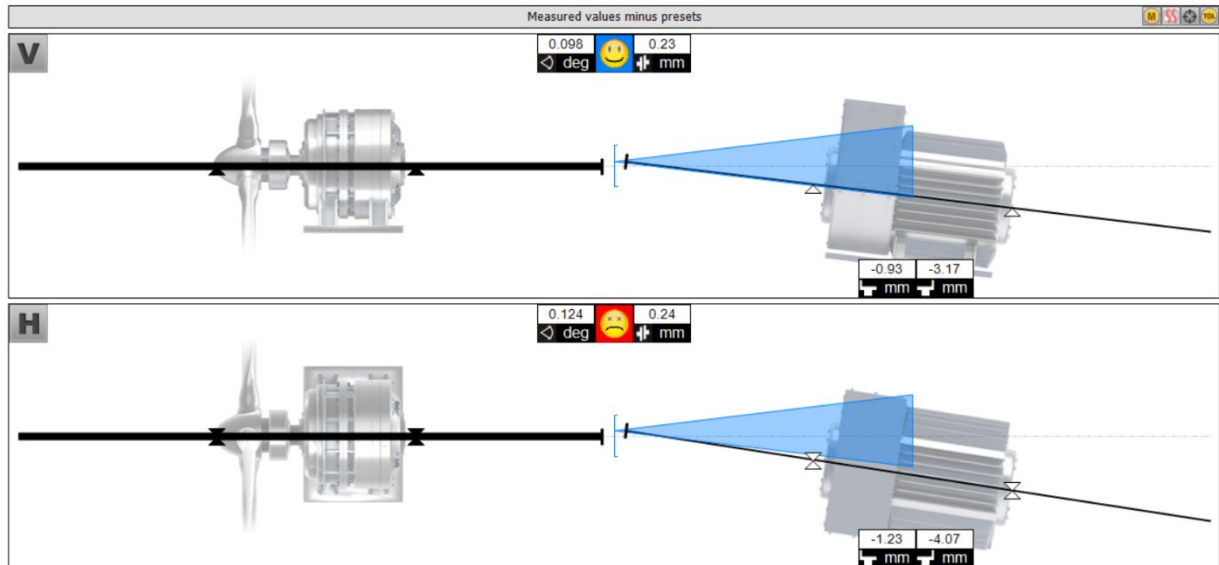 Measured values minus presets
M TOL
V
0.098 0.23
deg mm
-0.93 -3.17
mm mm
H
0.124 0.24
deg mm
-1.23 -4.07
mm mm